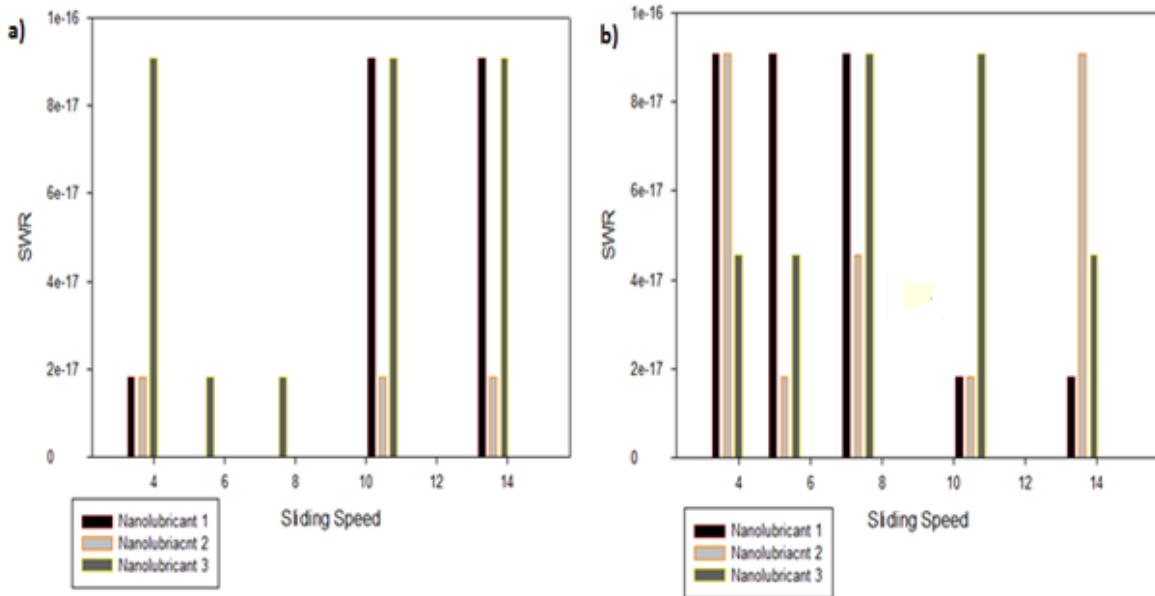 a)
1e-16
8e-17
6e-17
4e-17
2e-17
0
SWR
4 6 8 10 12 14
Sliding Speed
Nanolubricant 1
Nanolubriacnt 2
Nanolubricant 3
b)
1e-16
8e-17
6e-17
4e-17
2e-17
0
SWR
4 6 8 10 12 14
Sliding Speed
Nanolubricant 1
Nanolubriacnt 2
Nanolubricant 3